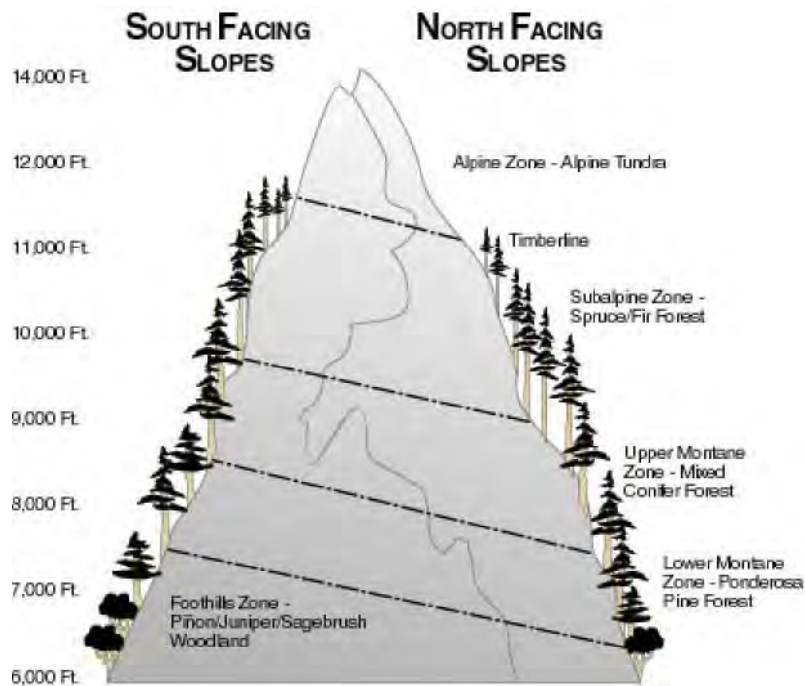 SOUTH FACING
SLOPES
NORTH FACING
SLOPES
14,000 Ft.
12,000 Ft.
Alpine Zone - Alpine Tundra
11,000 Ft.
Timberline
Subalpine Zone -
Spruce/Fir Forest
10,000 Ft.
9,000 Ft.
Upper Montane
Zone - Mixed
Conifer Forest
8,000 Ft.
Lower Montane
Zone - Ponderosa
Pine Forest
7,000 Ft.
Foothills Zone -
Piñon/Juniper/Sagebrush
Woodland
6,000 Ft.